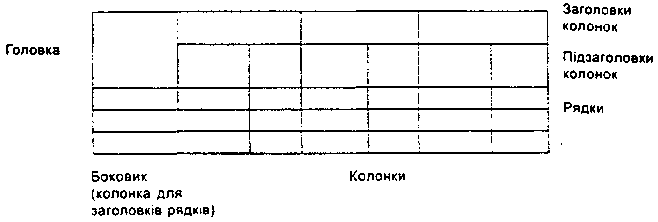 Заголовки
колонок
Головка
Підзаголовки
колонок
Рядки
Боковик
(колонка для
заголовків рядків)
Колонки